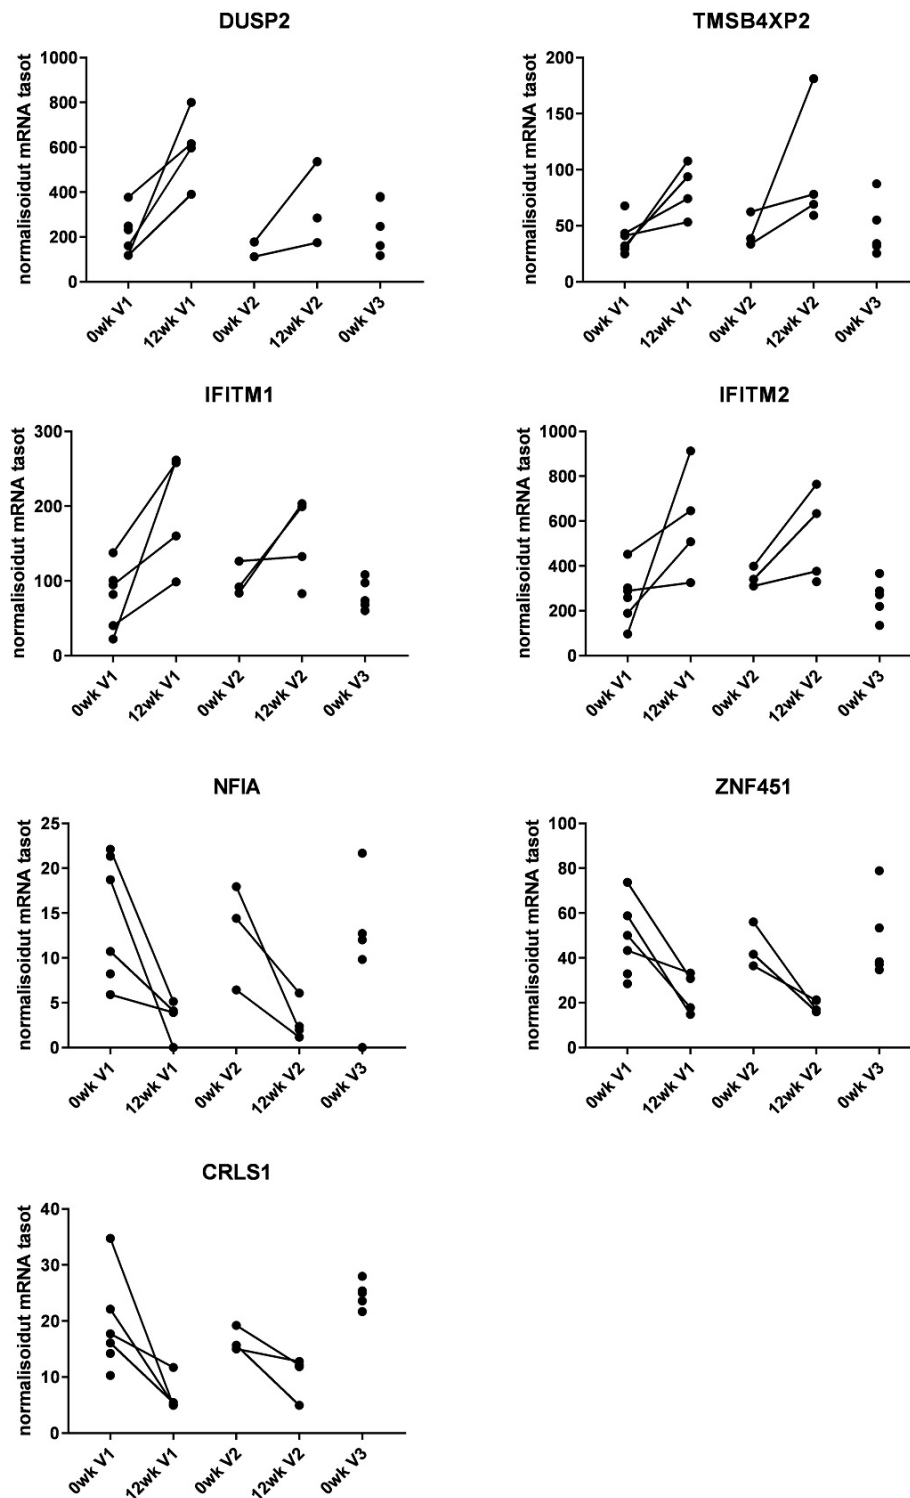 DUSP2
normalisoidut mRNA tasot
1000
800
600
400
200
0
0wk V1
12wk V1
0wk V2
12wk V2
0wk V3
TMSB4XP2
normalisoidut mRNA tasot
200
150
100
50
0
0wk V1
12wk V1
0wk V2
12wk V2
0wk V3
IFITM1
normalisoidut mRNA tasot
300
200
100
0
0wk V1
12wk V1
0wk V2
12wk V2
0wk V3
IFITM2
normalisoidut mRNA tasot
1000
800
600
400
200
0
0wk V1
12wk V1
0wk V2
12wk V2
0wk V3
NFIA
normalisoidut mRNA tasot
25
20
15
10
5
0
0wk V1
12wk V1
0wk V2
12wk V2
0wk V3
ZNF451
normalisoidut mRNA tasot
100
80
60
40
20
0
0wk V1
12wk V1
0wk V2
12wk V2
0wk V3
CRLS1
normalisoidut mRNA tasot
40
30
20
10
0
0wk V1
12wk V1
0wk V2
12wk V2
0wk V3